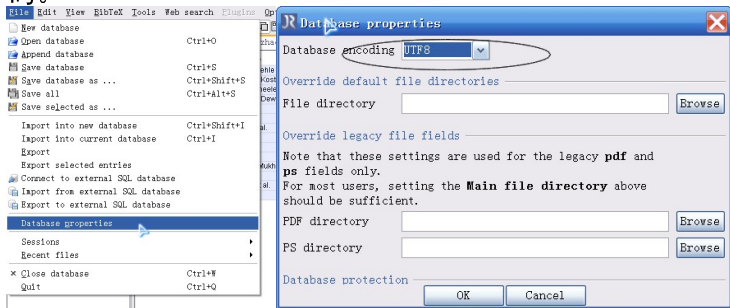 File Edit View BibTeX Tools Web search Plugins Op
New database
Open database Ctrl+O
Append database
Save database Ctrl+S
Save database as ... Ctrl+Shift+S
Save all Ctrl+Alt+S
Save selected as ...
Import into new database Ctrl+Shift+I
Import into current database Ctrl+I
Export
Export selected entries
Connect to external SQL database
Import from external SQL database
Export to external SQL database
Database properties
Sessions
Recent files
Close database Ctrl+W
Quit Ctrl+Q
JR Database properties
Database encoding UTF8
Override default file directories
File directory Browse
Override legacy file fields
Note that these settings are used for the legacy pdf and
ps fields only.
For most users, setting the Main file directory above
should be sufficient.
PDF directory Browse
PS directory Browse
Database protection
OK Cancel